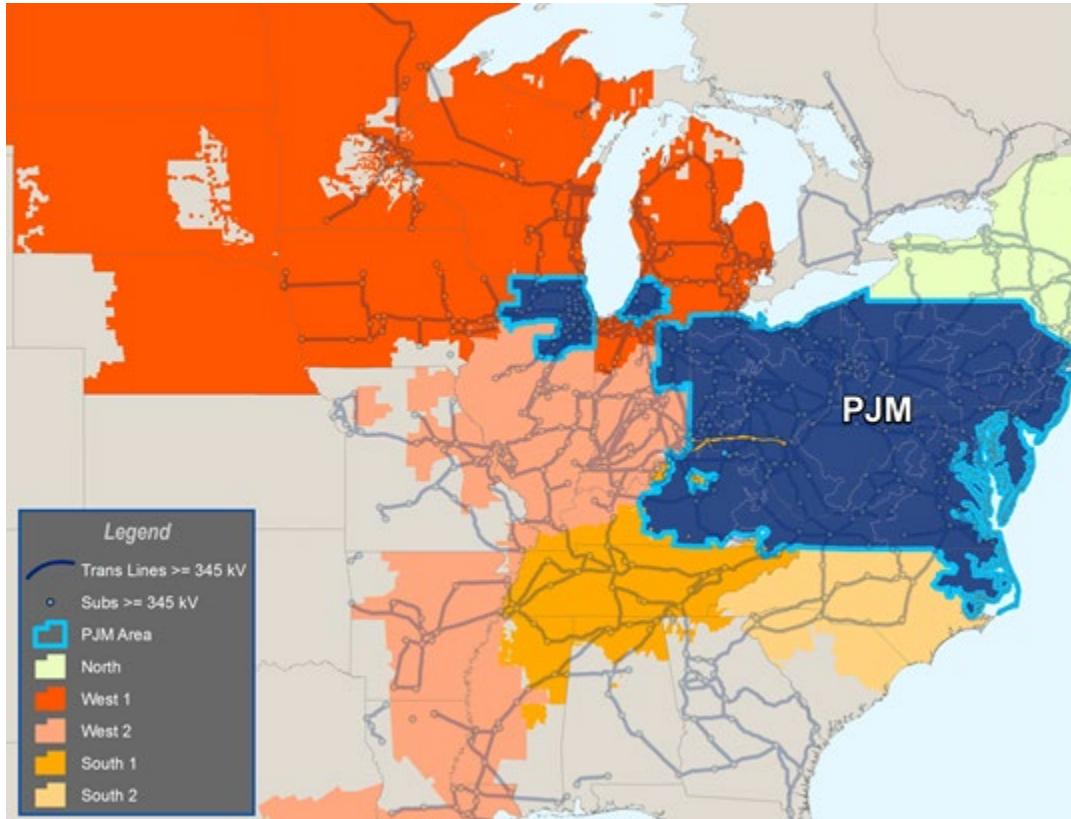 PJM
Legend
Trans Lines >= 345 kV
Subs >= 345 kV
PJM Area
North
West 1
West 2
South 1
South 2